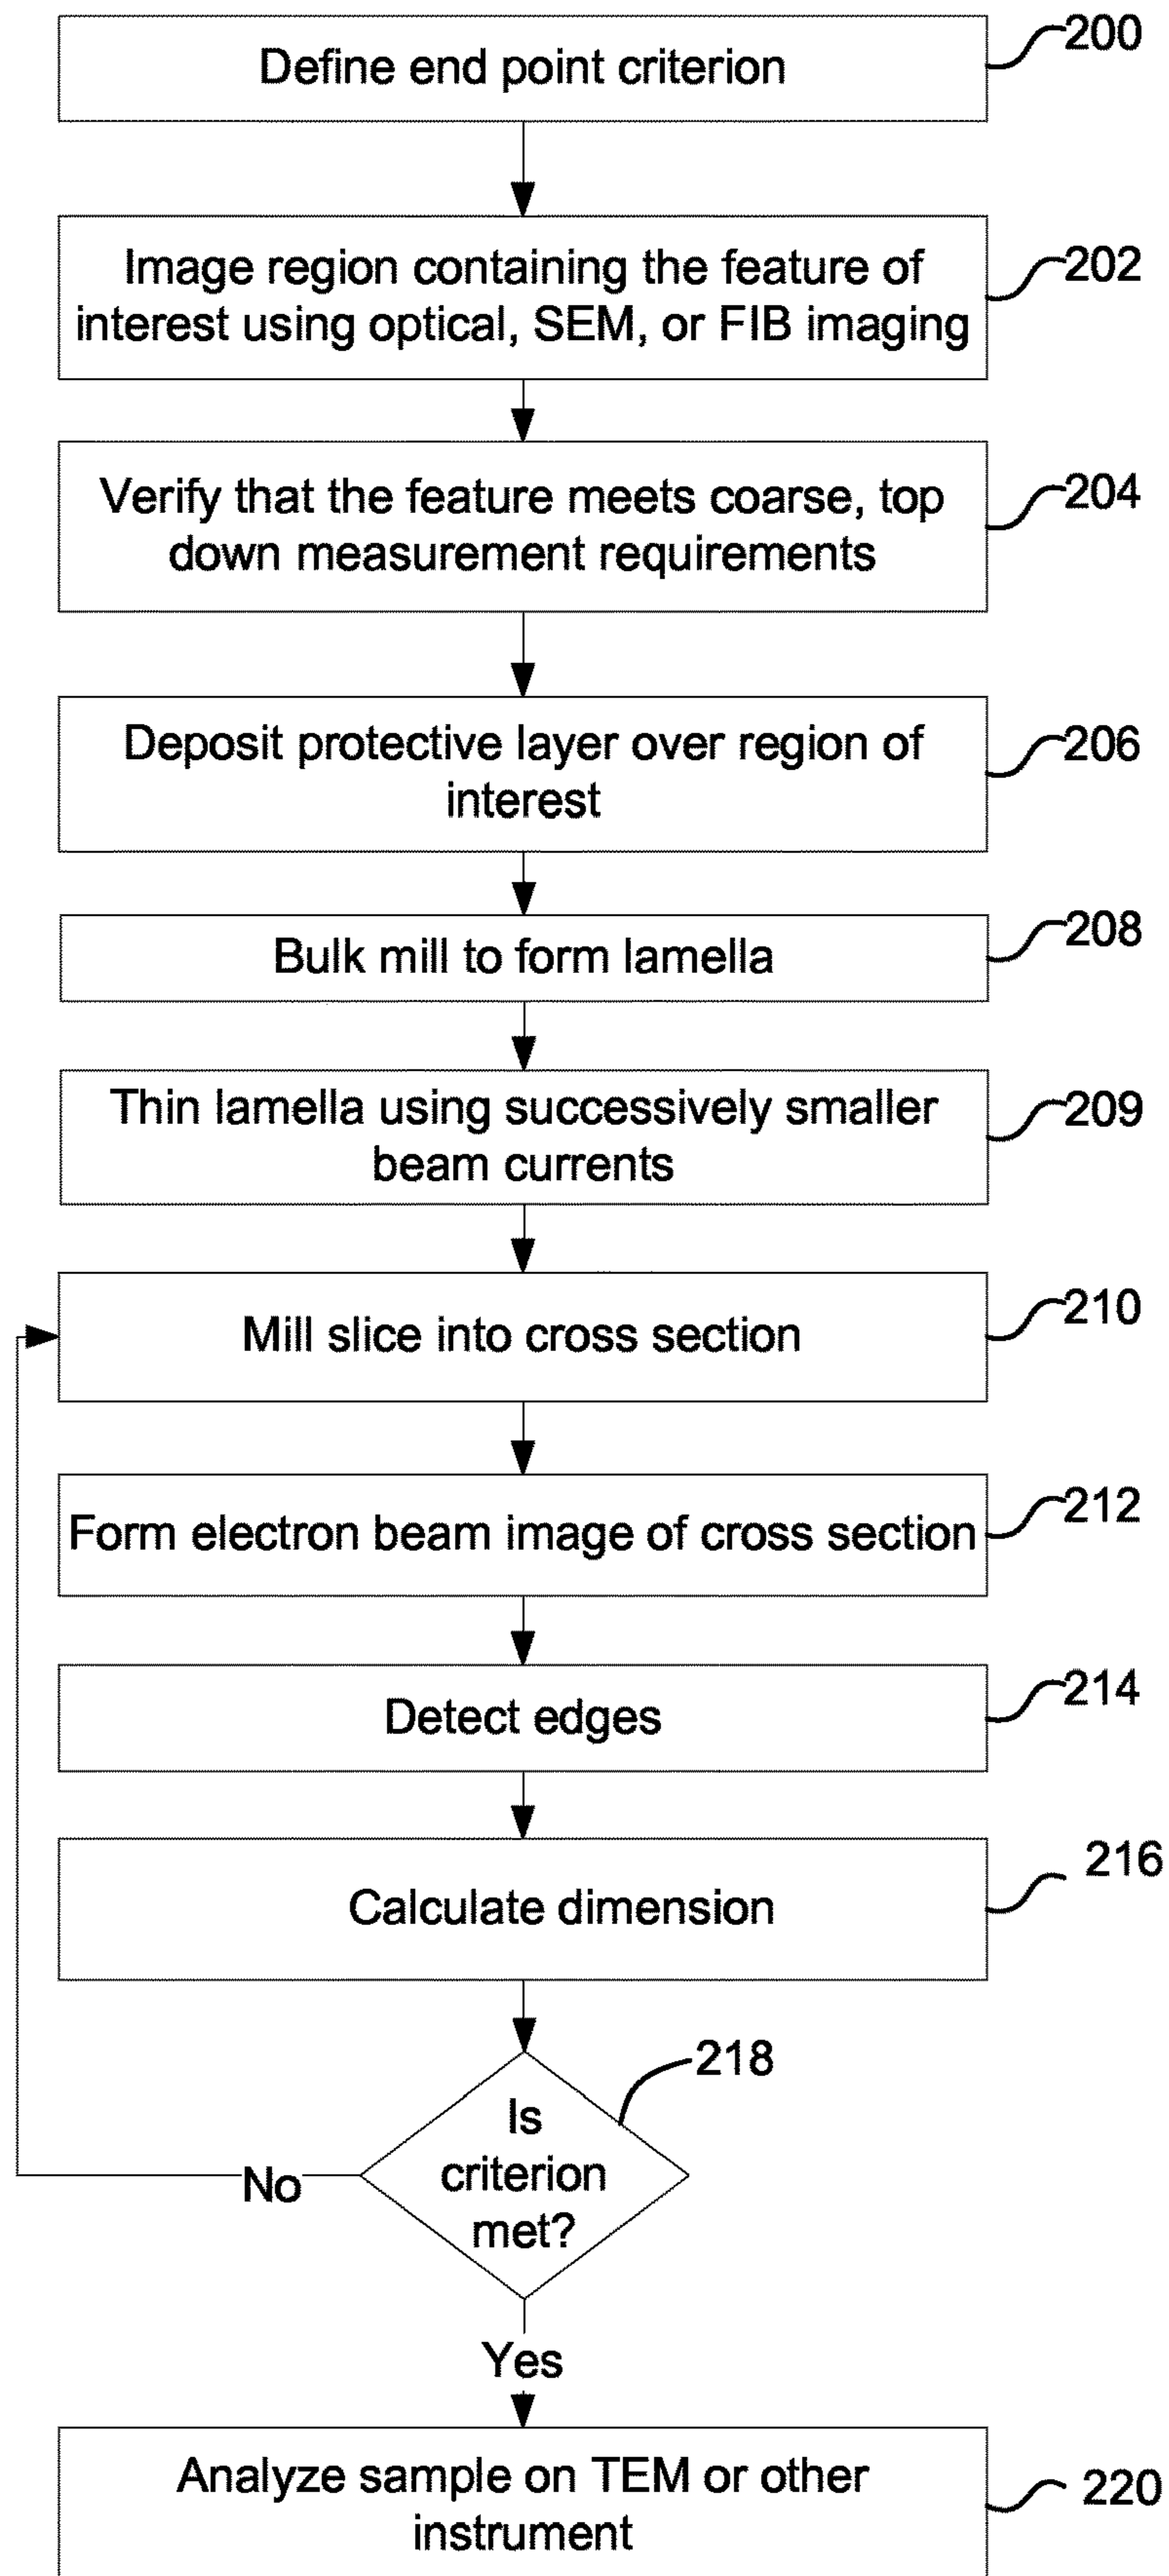 Define end point criterion
200
Image region containing the feature of
interest using optical, SEM, or FIB imaging
202
Verify that the feature meets coarse, top
down measurement requirements
204
Deposit protective layer over region of
interest
206
Bulk mill to form lamella
208
Thin lamella using successively smaller
beam currents
209
Mill slice into cross section
210
Form electron beam image of cross section
212
Detect edges
214
Calculate dimension
216
Is
criterion
met?
218
No
Yes
Analyze sample on TEM or other
instrument
220